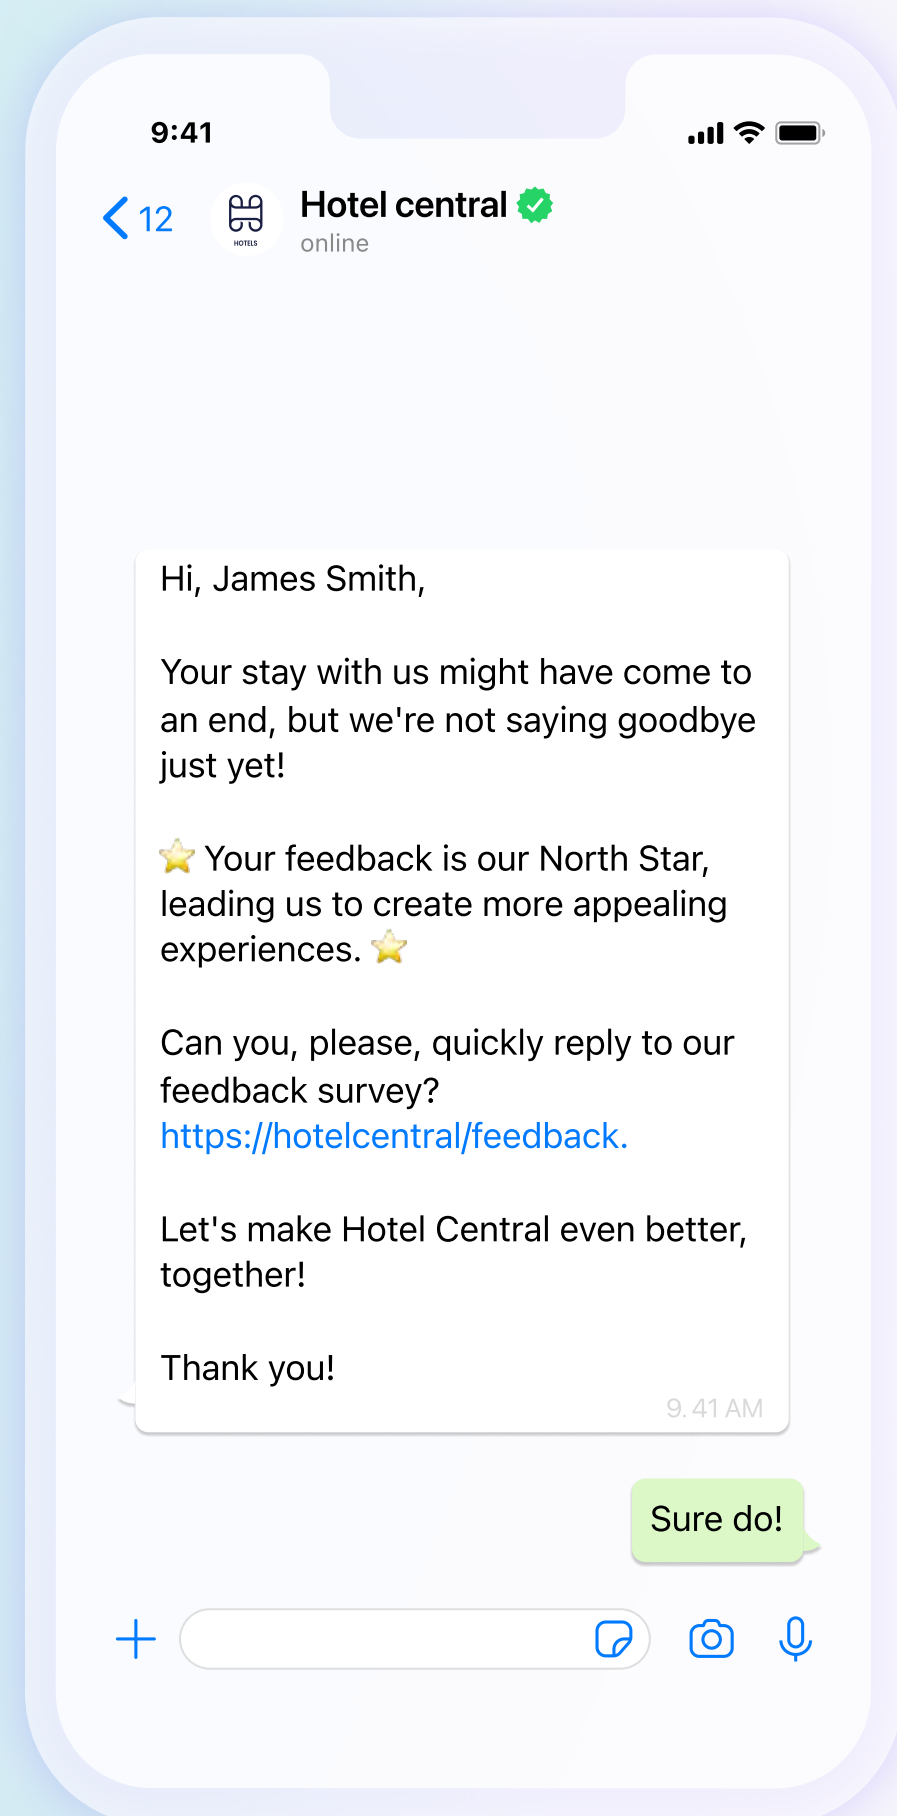 9:41
12
Hotel central
HOTELS
online
Hi, James Smith,
Your stay with us might have come to
an end, but we're not saying goodbye
just yet!
⭐ Your feedback is our North Star,
leading us to create more appealing
experiences. ⭐
Can you, please, quickly reply to our
feedback survey?
https://hotelcentral/feedback.
Let's make Hotel Central even better,
together!
Thank you!
9.41 AM
Sure do!